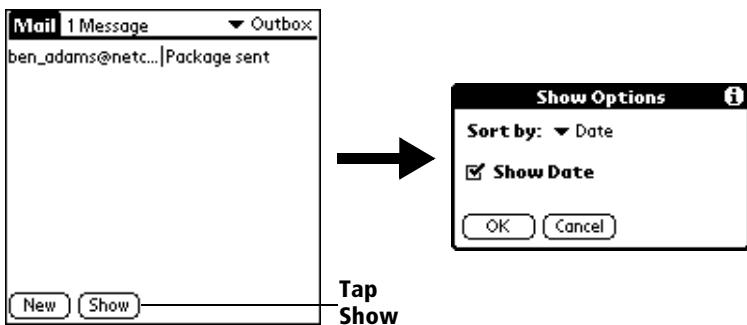 Mail 1 Message Outbox
ben_adams@netc...|Package sent
New Show
Tap
Show
Show Options
Sort by: Date
Show Date
OK Cancel